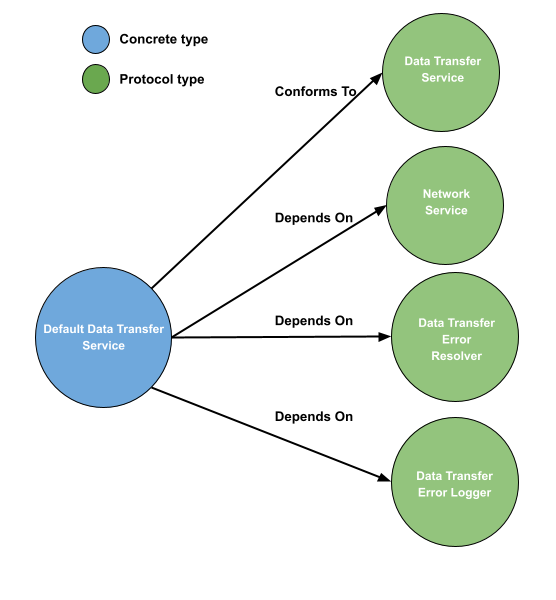 Concrete type
Protocol type
Data Transfer
Service
Conforms To
Network
Service
Depends On
Default Data Transfer
Service
Depends On
Data Transfer
Error
Resolver
Depends On
Data Transfer
Error Logger